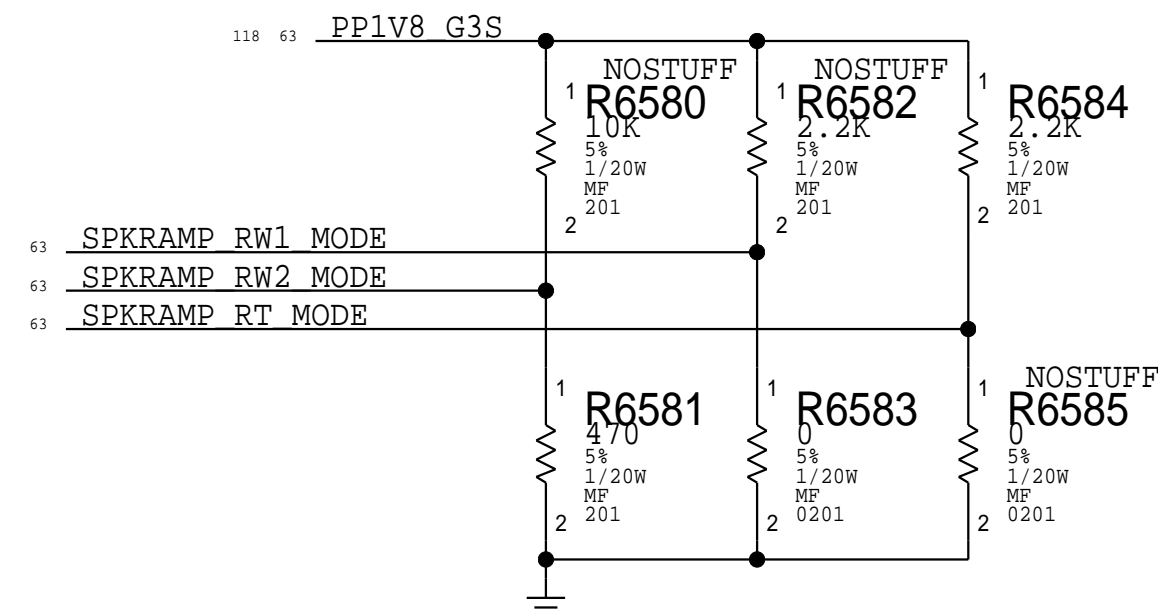 118 63 PP1V8_G3S
NOSTUFF
1
R6580
10K
5%
1/20W
MF
201
2
NOSTUFF
1
R6582
2.2K
5%
1/20W
MF
201
2
1
R6584
2.2K
5%
1/20W
MF
201
2
63 SPKRAMP_RW1_MODE
63 SPKRAMP_RW2_MODE
63 SPKRAMP_RT_MODE
1
R6581
470
5%
1/20W
MF
201
2
1
R6583
0
5%
1/20W
MF
0201
2
NOSTUFF
1
R6585
0
5%
1/20W
MF
0201
2